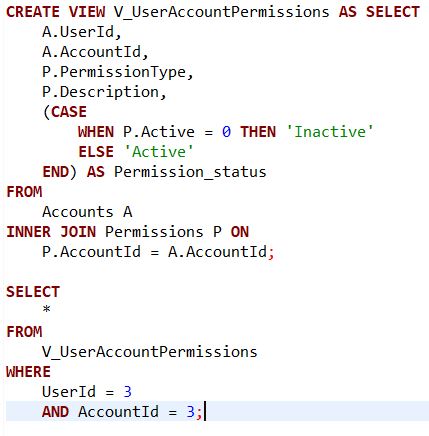 CREATE VIEW V_UserAccountPermissions AS SELECT
    A.UserId,
    A.AccountId,
    P.PermissionType,
    P.Description,
    (CASE
        WHEN P.Active = 0 THEN 'Inactive'
        ELSE 'Active'
    END) AS Permission_status
FROM
    Accounts A
INNER JOIN Permissions P ON
    P.AccountId = A.AccountId;

SELECT
    *
FROM
    V_UserAccountPermissions
WHERE
    UserId = 3
    AND AccountId = 3;